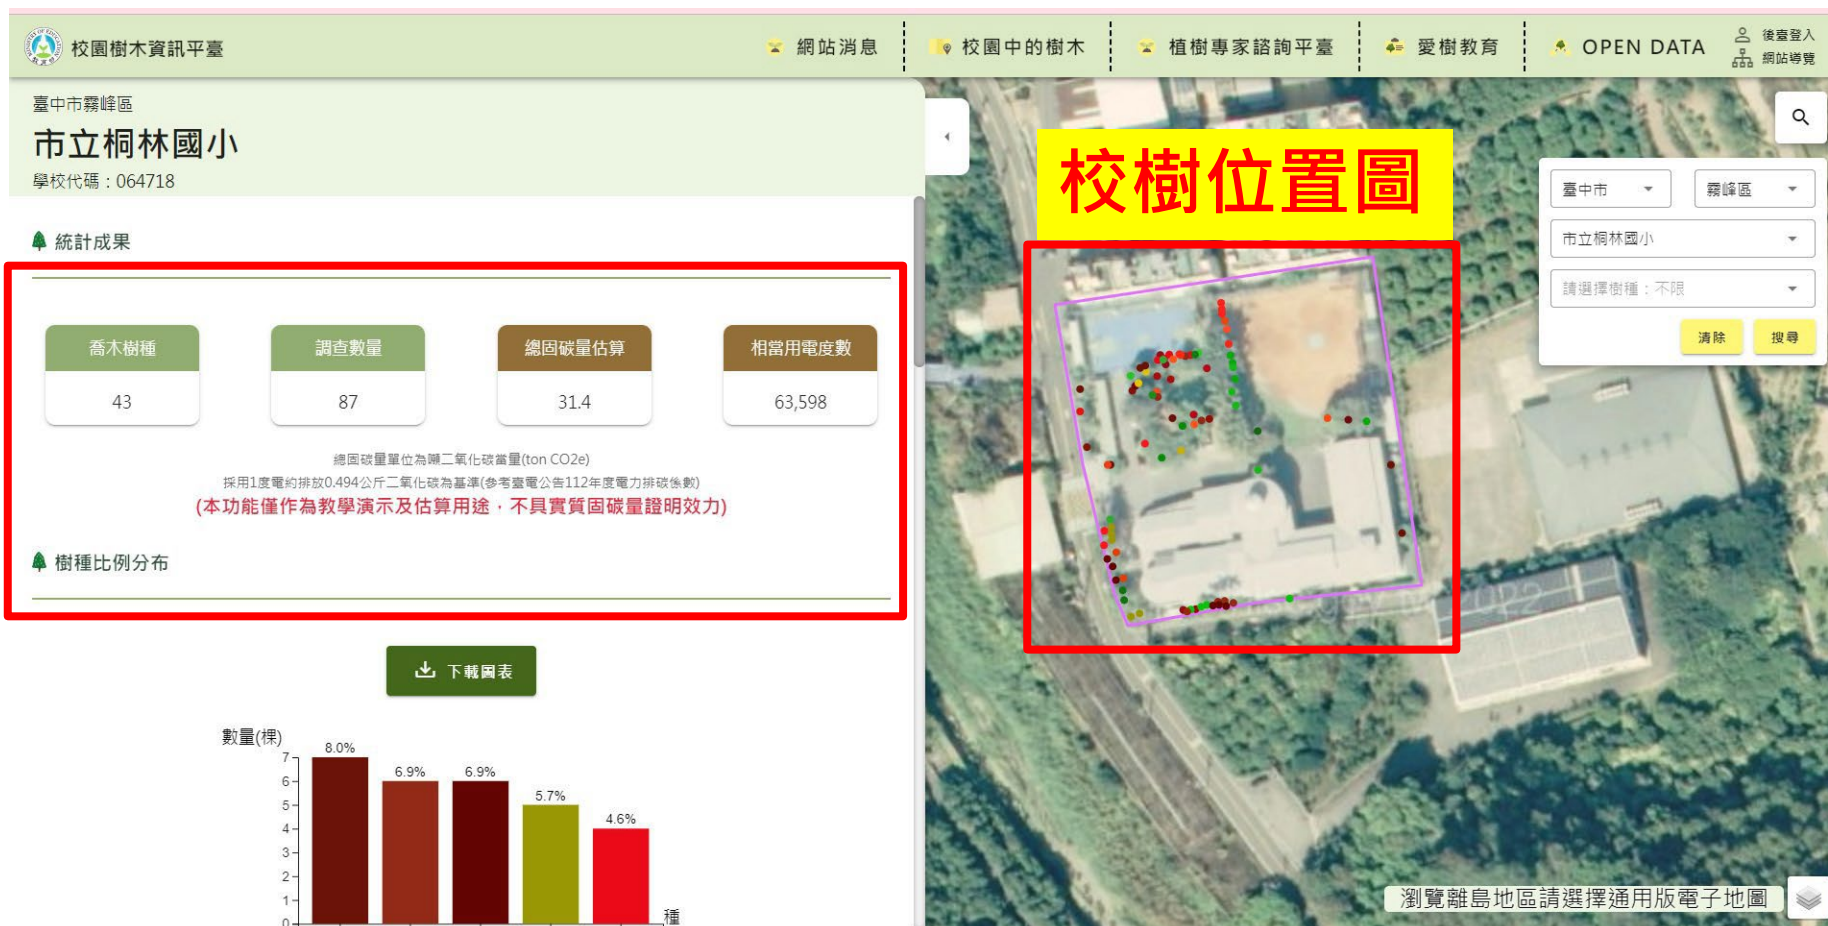 校園樹木資訊平臺
網站消息
校園中的樹木
植樹專家諮詢平臺
愛樹教育
OPEN DATA
後臺登入
網站導覽
臺中市霧峰區
市立桐林國小
學校代碼：064718
統計成果
喬木樹種
43
調查數量
87
總固碳量估算
31.4
相當用電度數
63,598
總固碳量單位為噸二氧化碳當量(ton CO2e)
採用1度電約排放0.494公斤二氧化碳為基準(參考臺電公告112年度電力排碳係數)
(本功能僅作為教學演示及估算用途，不具實質固碳量證明效力)
樹種比例分布
下載圖表
數量(棵)
7
6
5
4
3
2
1
0
8.0%
6.9%
6.9%
5.7%
4.6%
種
校樹位置圖
臺中市
霧峰區
市立桐林國小
請選擇樹種：不限
清除
搜尋
瀏覽離島地區請選擇通用版電子地圖